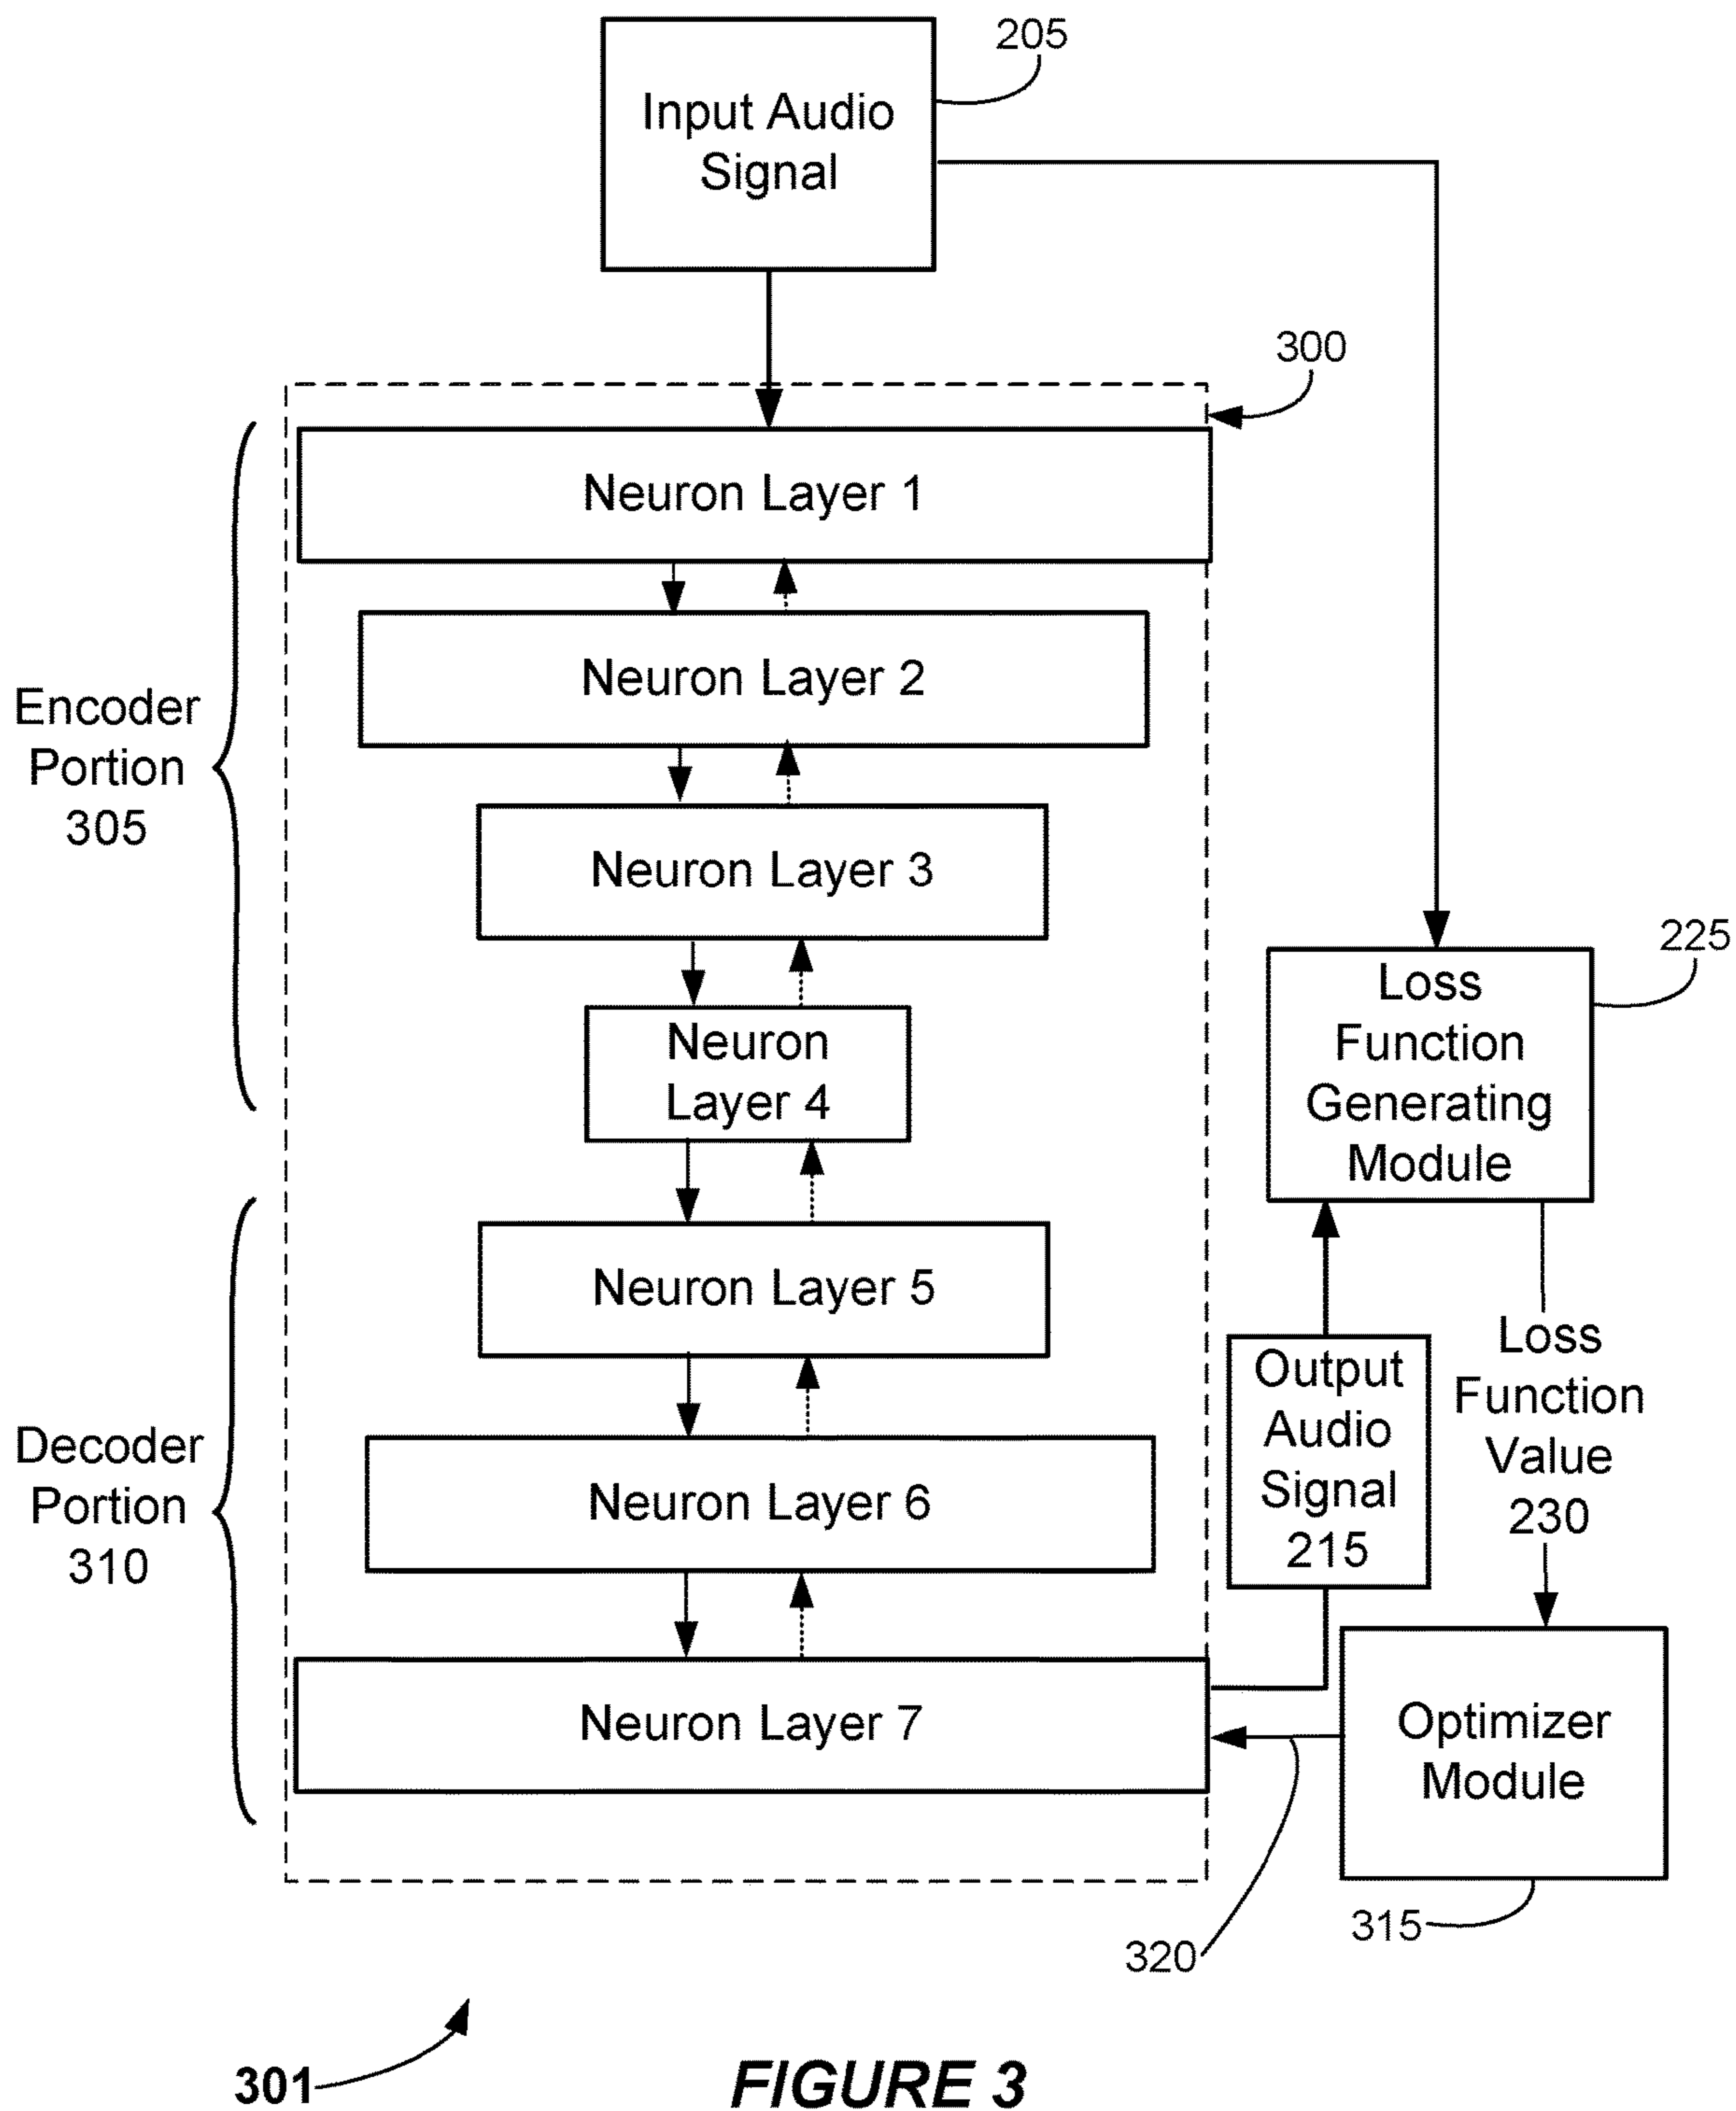 205
Input Audio
Signal
300
Neuron Layer 1
Neuron Layer 2
Encoder
Portion
305
Neuron Layer 3
225
Loss
Function
Generating
Module
Neuron
Layer 4
Neuron Layer 5
Loss
Function
Value
230
Output
Audio
Signal
215
Decoder
Portion
310
Neuron Layer 6
Neuron Layer 7
Optimizer
Module
315
320
301
FIGURE 3